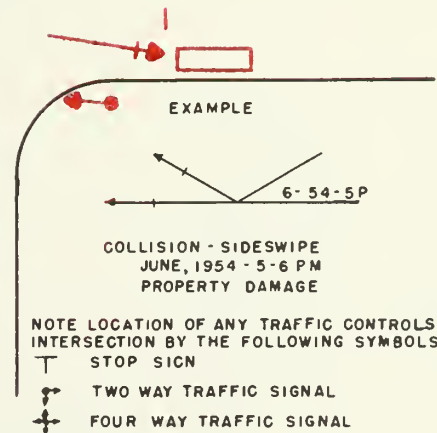 EXAMPLE
6-54-5P
COLLISION - SIDESWIPE
JUNE, 1954 - 5-6 PM
PROPERTY DAMAGE
NOTE LOCATION OF ANY TRAFFIC CONTROLS
INTERSECTION BY THE FOLLOWING SYMBOLS
STOP SIGN
TWO WAY TRAFFIC SIGNAL
FOUR WAY TRAFFIC SIGNAL